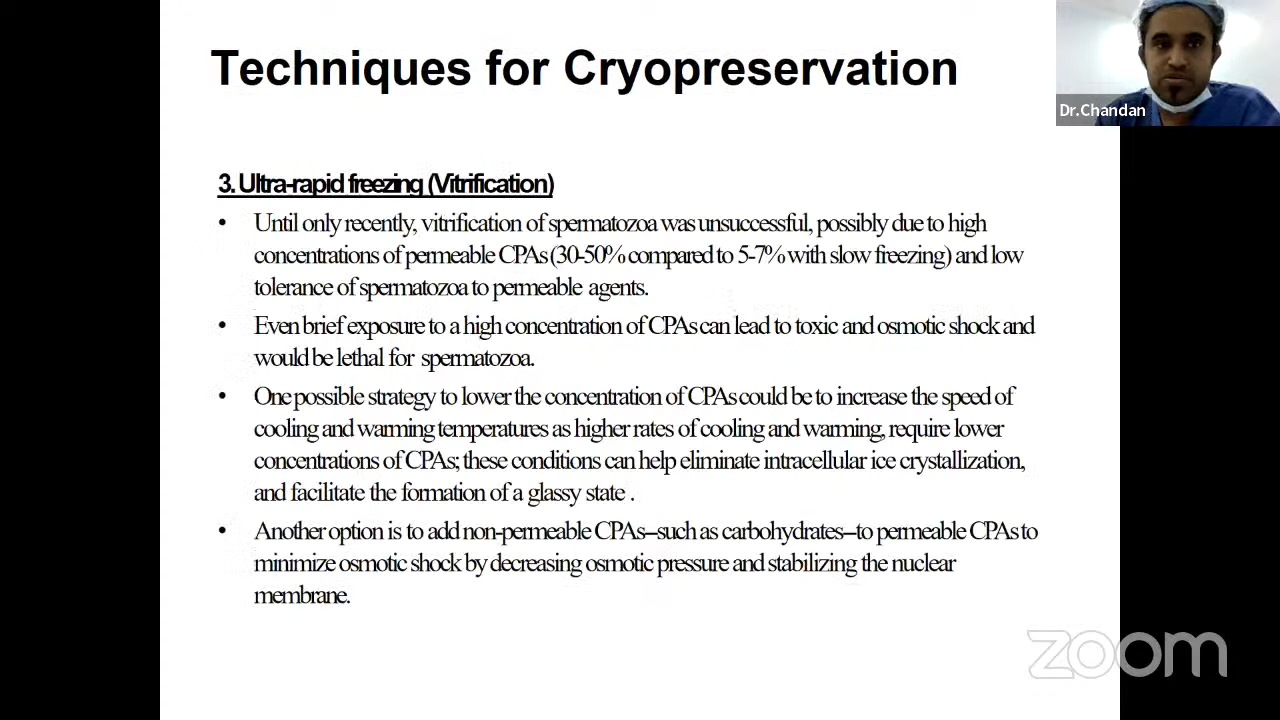 Techniques for Cryopreservation
Dr.Chandan
3. Ultra-rapid freezing (Vitrification)
• Until only recently, vitrification of spermatozoa was unsuccessful, possibly due to high
concentrations of permeable CPAs (30-50% compared to 5-7% with slow freezing) and low
tolerance of spermatozoa to permeable agents.
• Even brief exposure to a high concentration of CPAs can lead to toxic and osmotic shock and
would be lethal for spermatozoa.
• One possible strategy to lower the concentration of CPAs could be to increase the speed of
cooling and warming temperatures as higher rates of cooling and warming, require lower
concentrations of CPAs; these conditions can help eliminate intracellular ice crystallization,
and facilitate the formation of a glassy state .
• Another option is to add non-permeable CPAs–such as carbohydrates–to permeable CPAs to
minimize osmotic shock by decreasing osmotic pressure and stabilizing the nuclear
membrane.
zoom